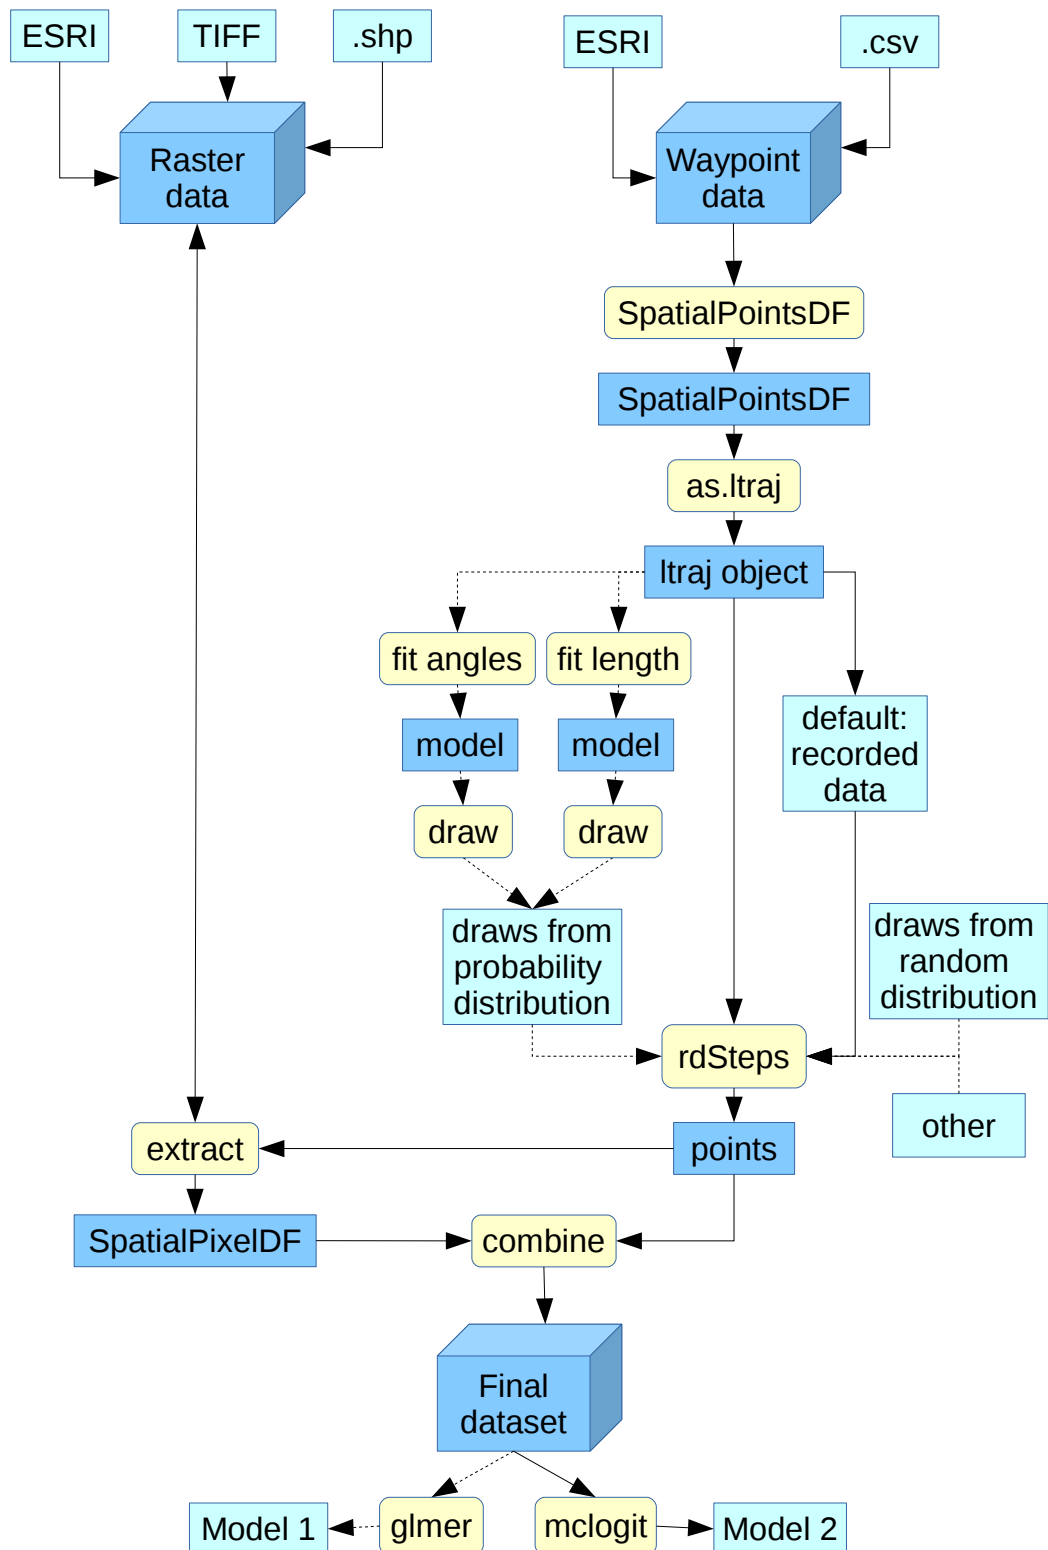 ESRI
TIFF
.shp
ESRI
.csv
Raster
data
Waypoint
data
SpatialPointsDF
SpatialPointsDF
as.ltraj
ltraj object
fit angles
fit length
default:
recorded
data
model
model
draw
draw
draws from
probability
distribution
draws from
random
distribution
rdSteps
other
extract
points
SpatialPixelDF
combine
Final
dataset
Model 1
glmer
mclogit
Model 2